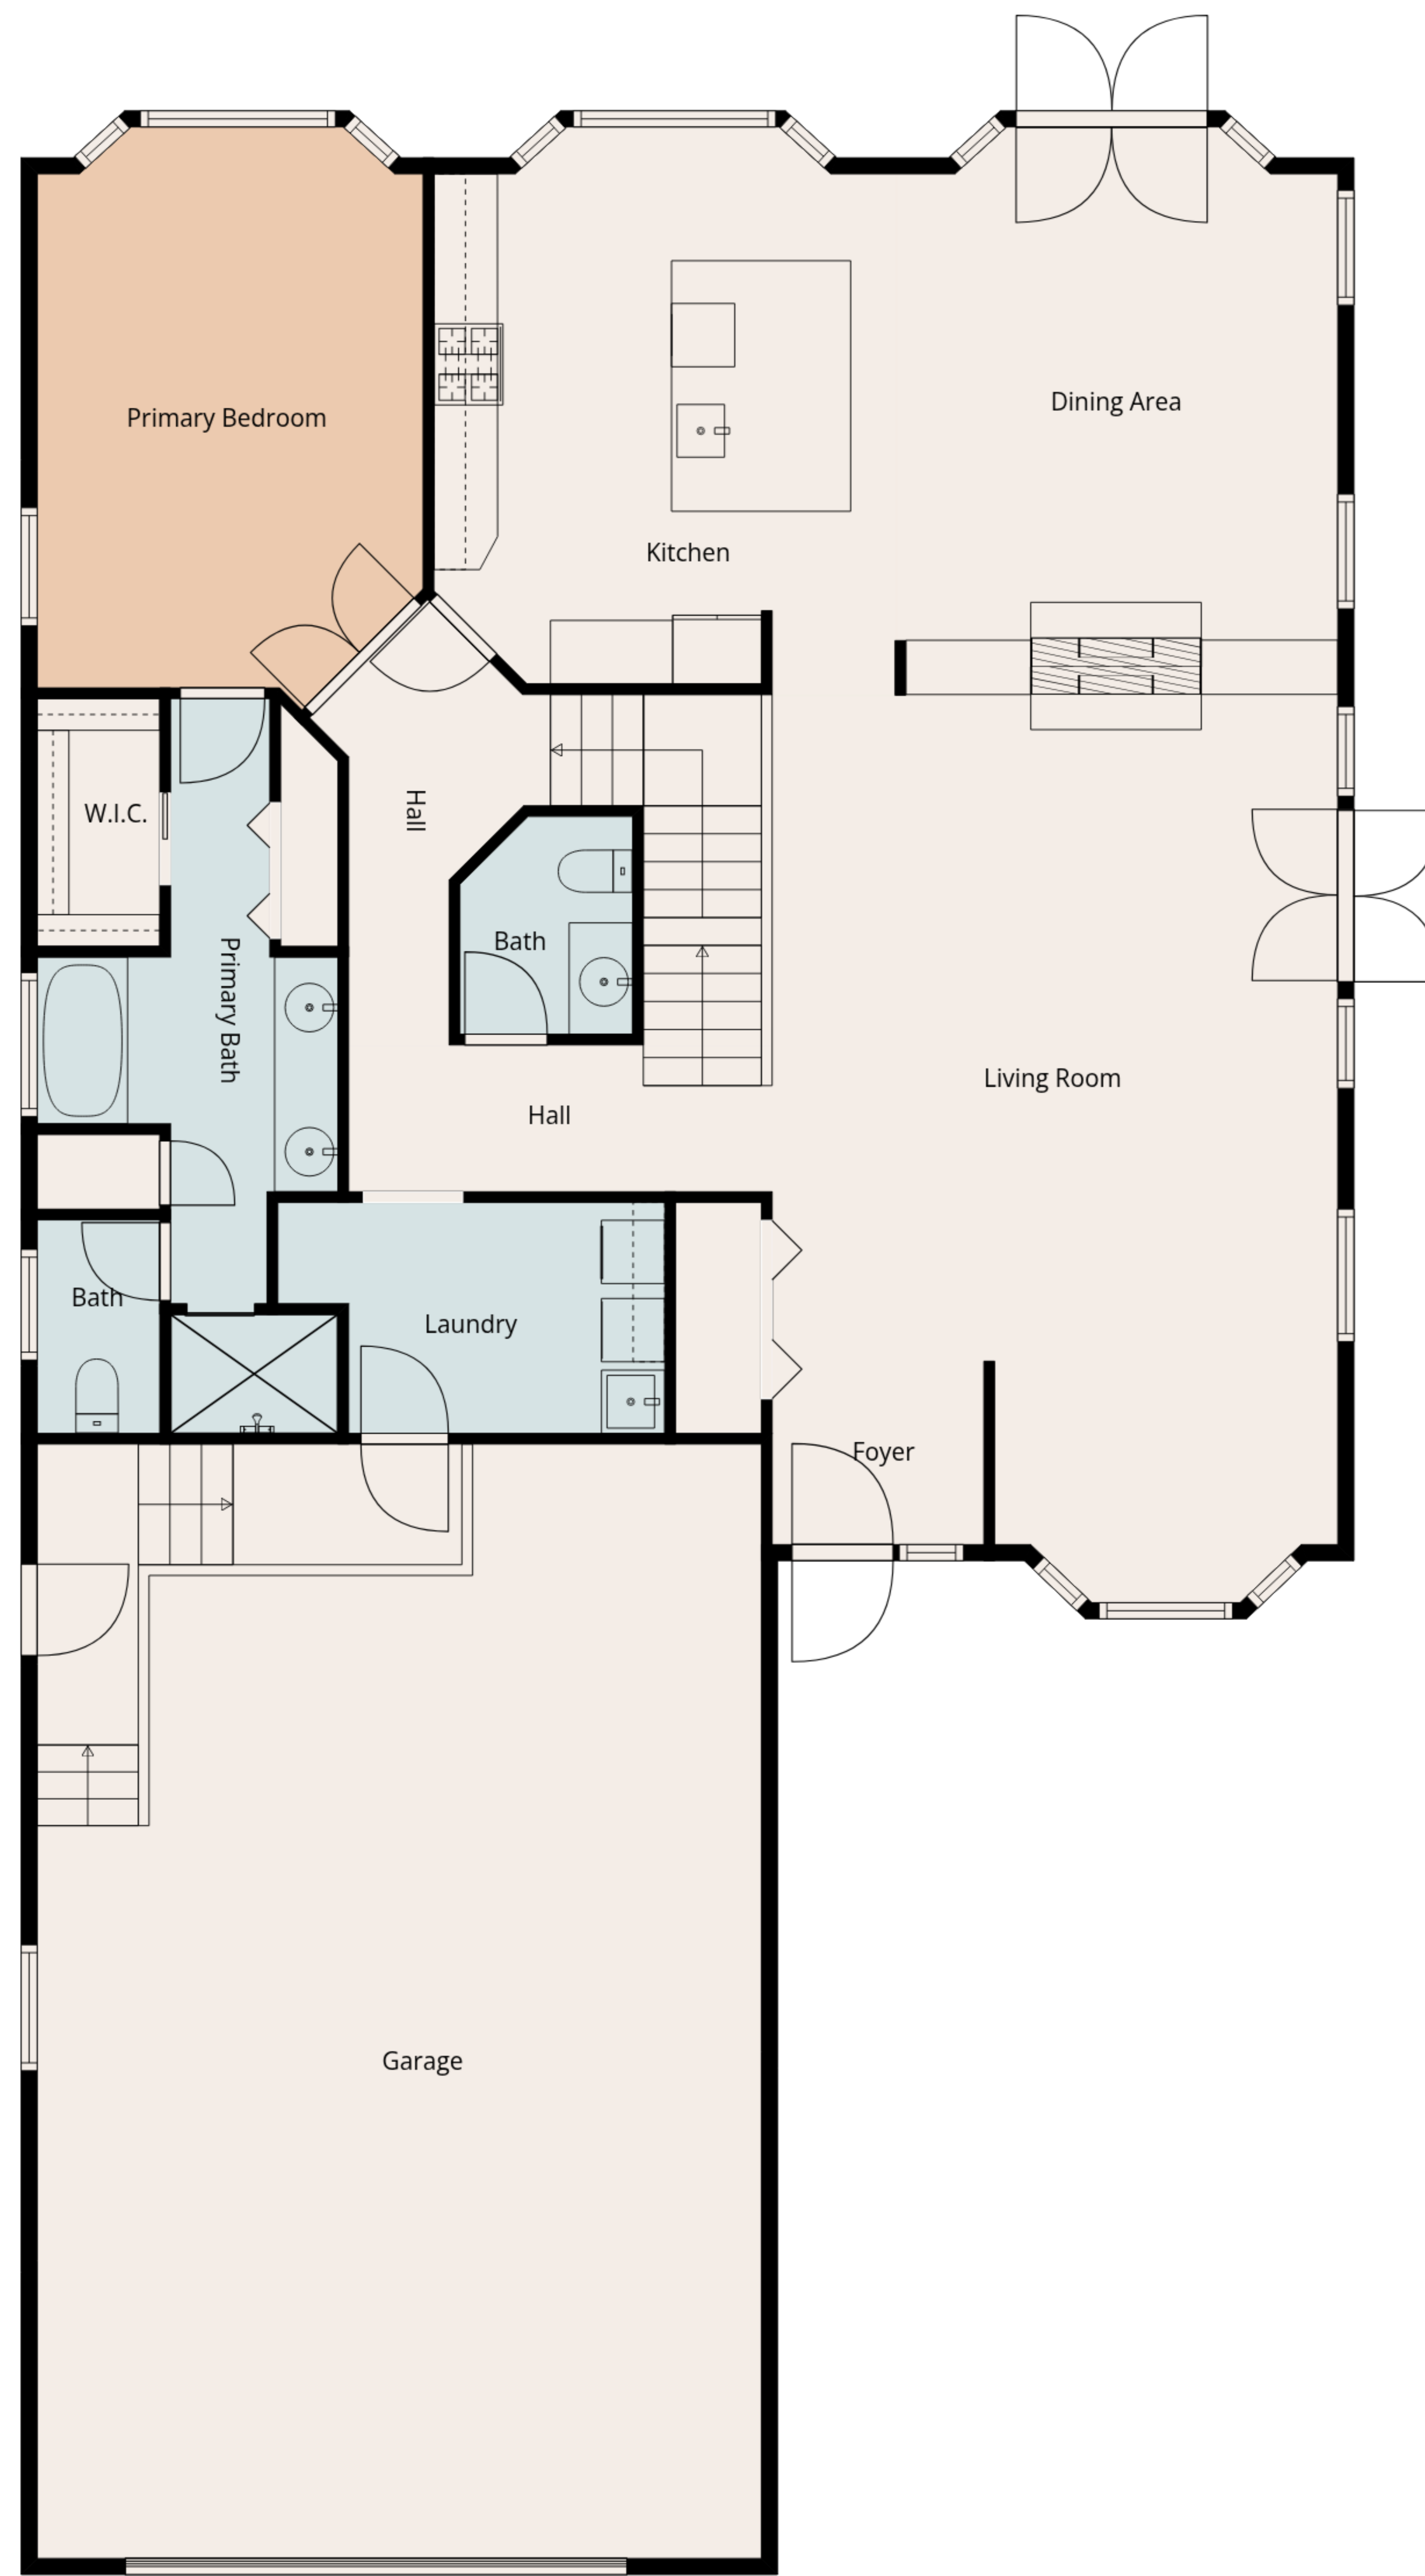 Dining Area
Primary Bedroom
Kitchen
Hall
W.I.C.
Bath
Primary Bath
Living Room
Hall
Bath
Laundry
Foyer
Garage